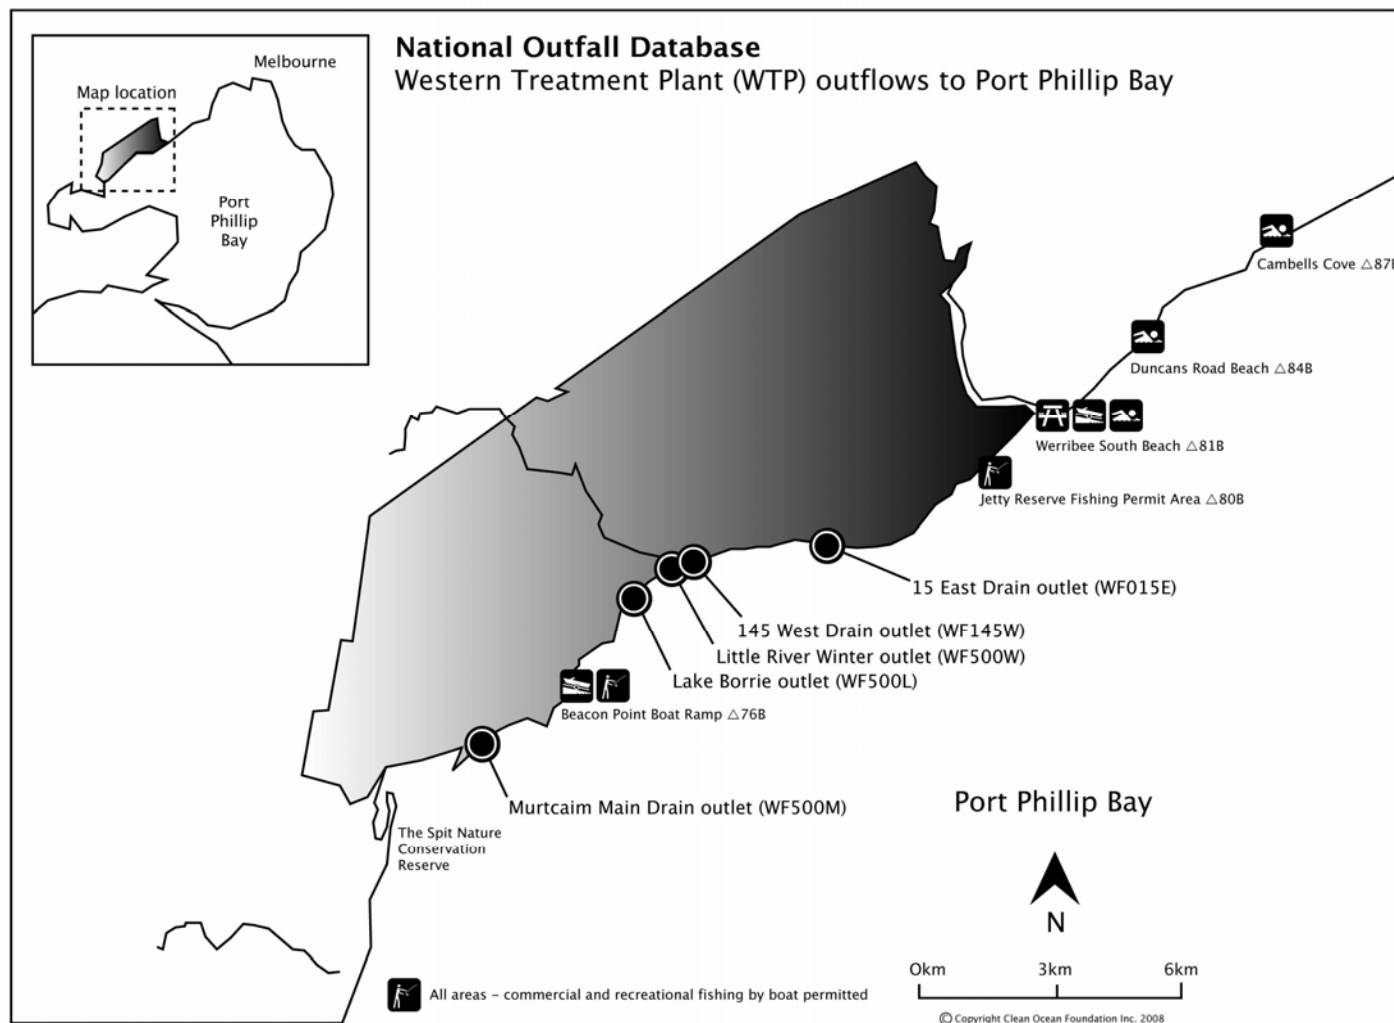 National Outfall Database
Western Treatment Plant (WTP) outflows to Port Phillip Bay
Melbourne
Map location
Port
Phillip
Bay
Cambells Cove △87B
Duncans Road Beach △84B
Werribee South Beach △81B
Jetty Reserve Fishing Permit Area △80B
15 East Drain outlet (WF015E)
145 West Drain outlet (WF145W)
Little River Winter outlet (WF500W)
Lake Borrie outlet (WF500L)
Beacon Point Boat Ramp △76B
Murtcaim Main Drain outlet (WF500M)
The Spit Nature
Conservation
Reserve
Port Phillip Bay
N
0km 3km 6km
All areas – commercial and recreational fishing by boat permitted
© Copyright Clean Ocean Foundation Inc. 2008